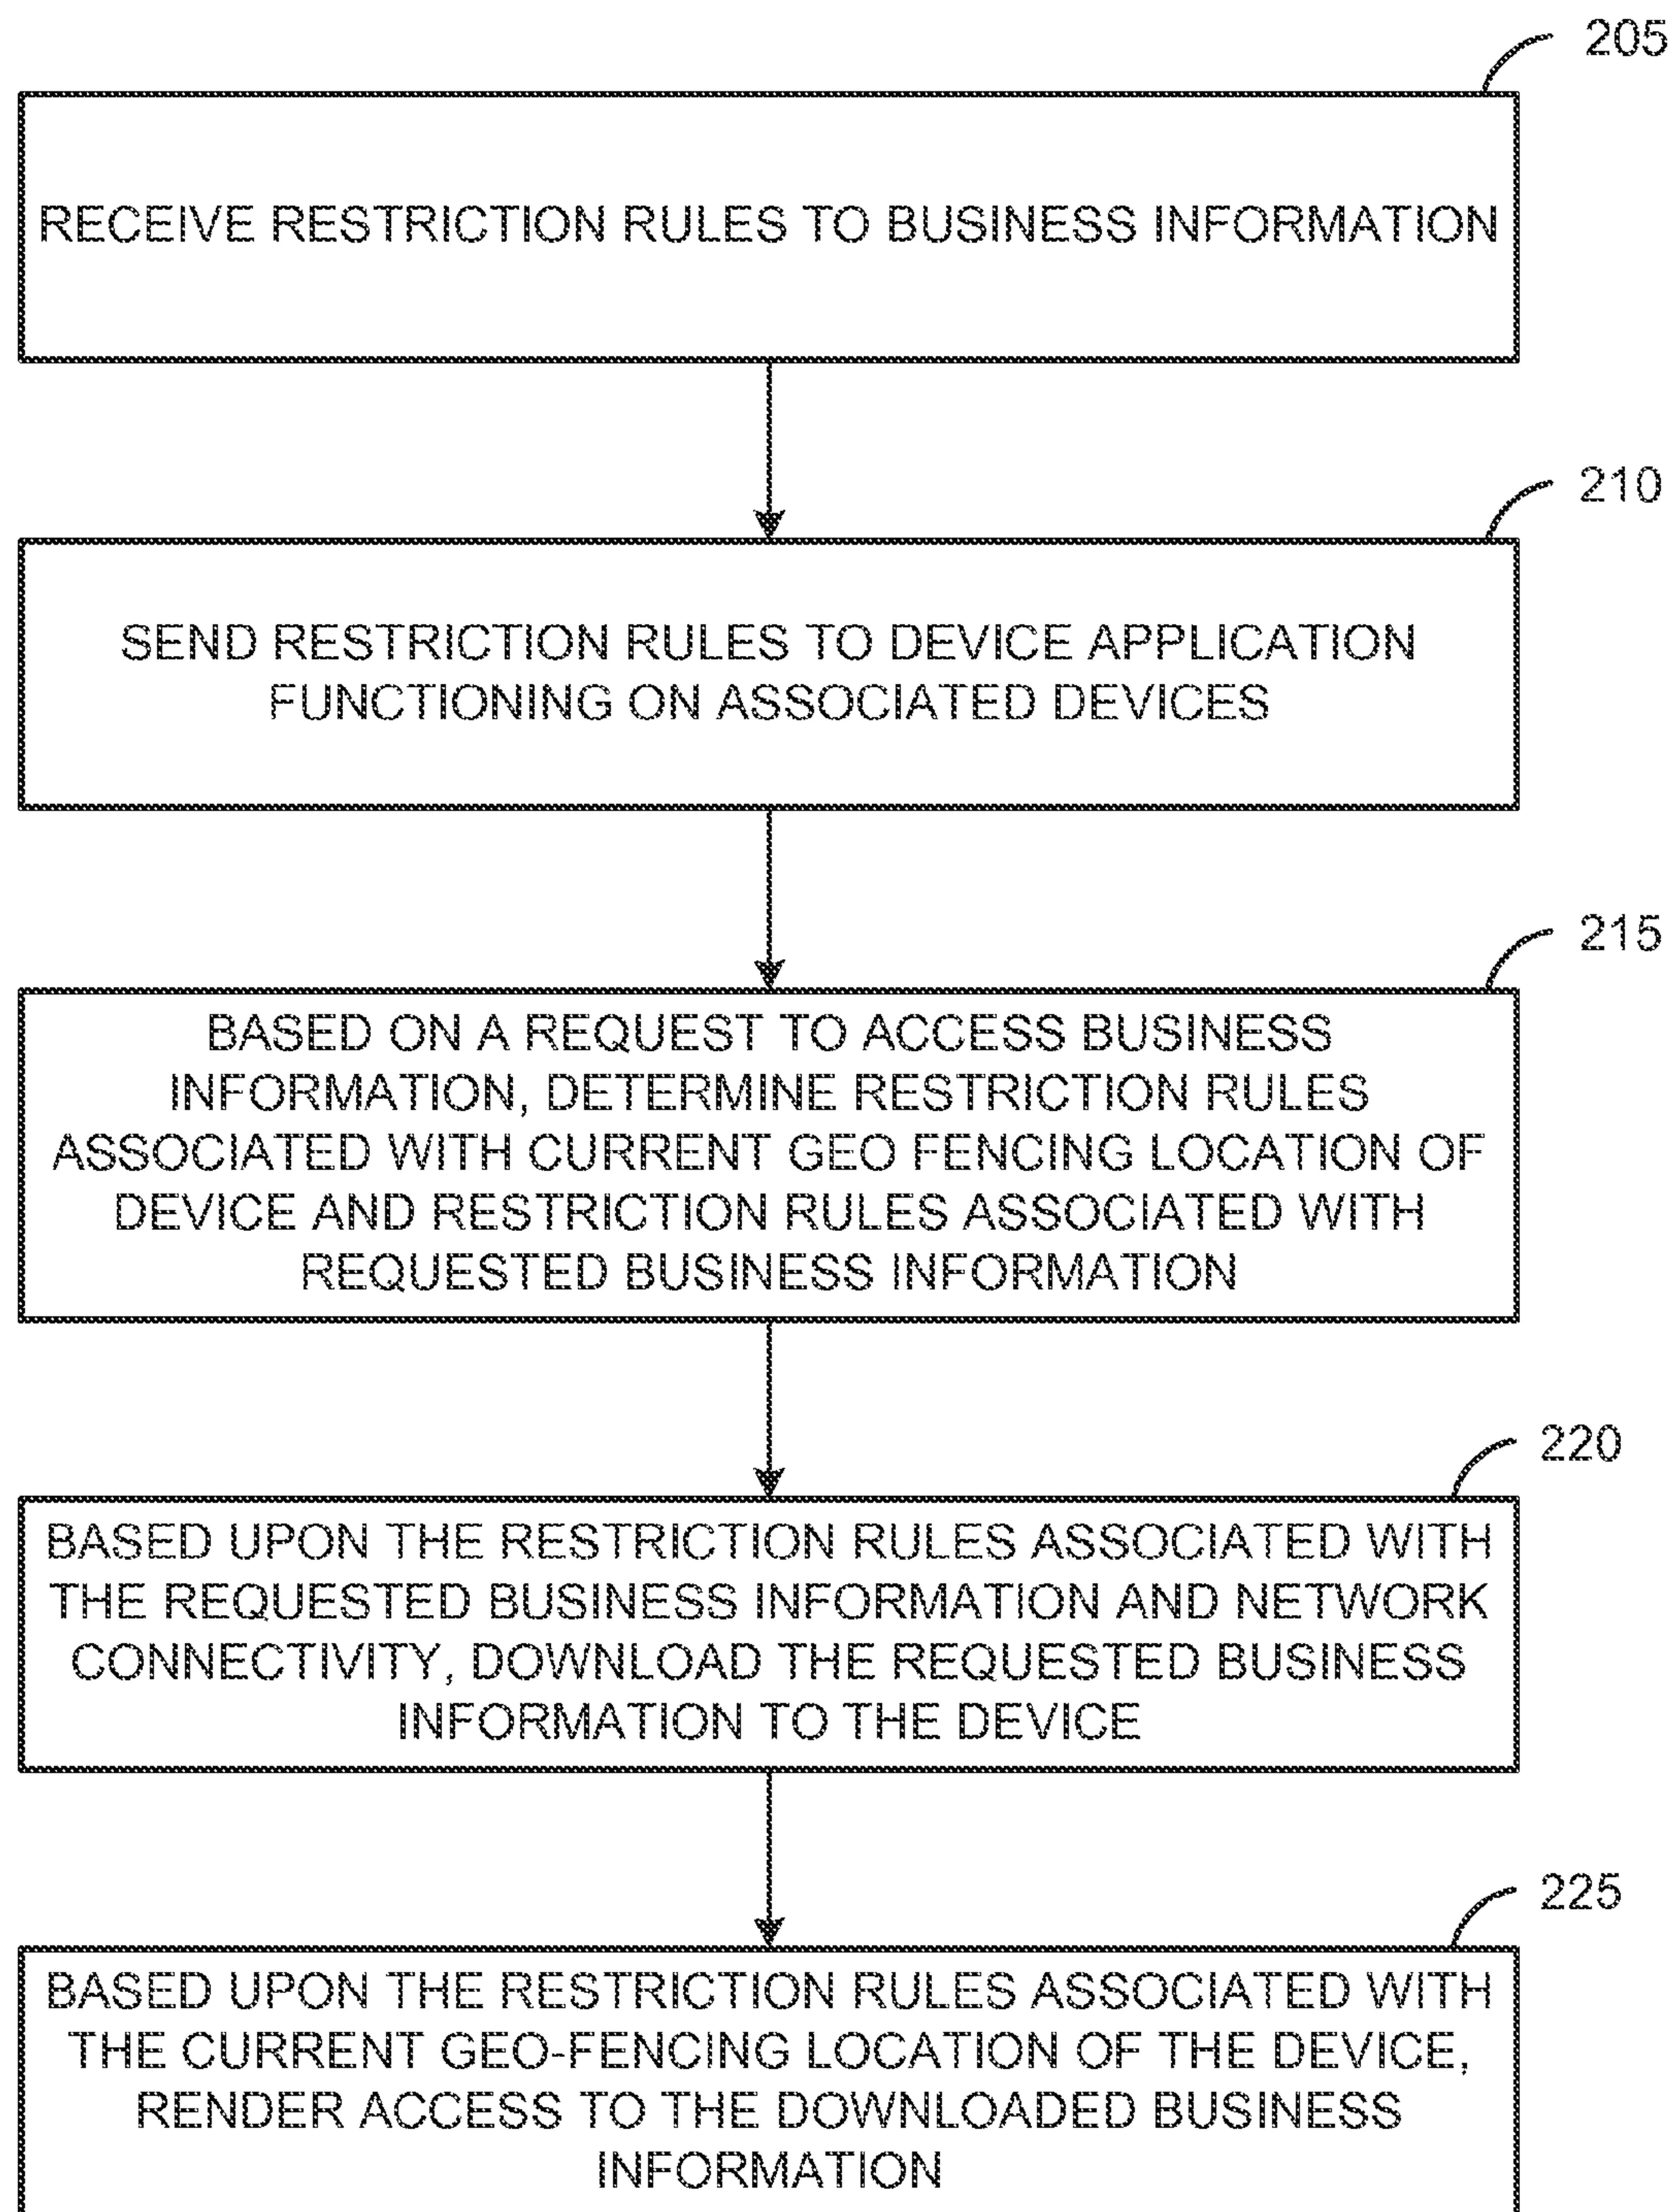 205
RECEIVE RESTRICTION RULES TO BUSINESS INFORMATION
210
SEND RESTRICTION RULES TO DEVICE APPLICATION
FUNCTIONING ON ASSOCIATED DEVICES
215
BASED ON A REQUEST TO ACCESS BUSINESS
INFORMATION, DETERMINE RESTRICTION RULES
ASSOCIATED WITH CURRENT GEO FENCING LOCATION OF
DEVICE AND RESTRICTION RULES ASSOCIATED WITH
REQUESTED BUSINESS INFORMATION
220
BASED UPON THE RESTRICTION RULES ASSOCIATED WITH
THE REQUESTED BUSINESS INFORMATION AND NETWORK
CONNECTIVITY, DOWNLOAD THE REQUESTED BUSINESS
INFORMATION TO THE DEVICE
225
BASED UPON THE RESTRICTION RULES ASSOCIATED WITH
THE CURRENT GEO-FENCING LOCATION OF THE DEVICE,
RENDER ACCESS TO THE DOWNLOADED BUSINESS
INFORMATION